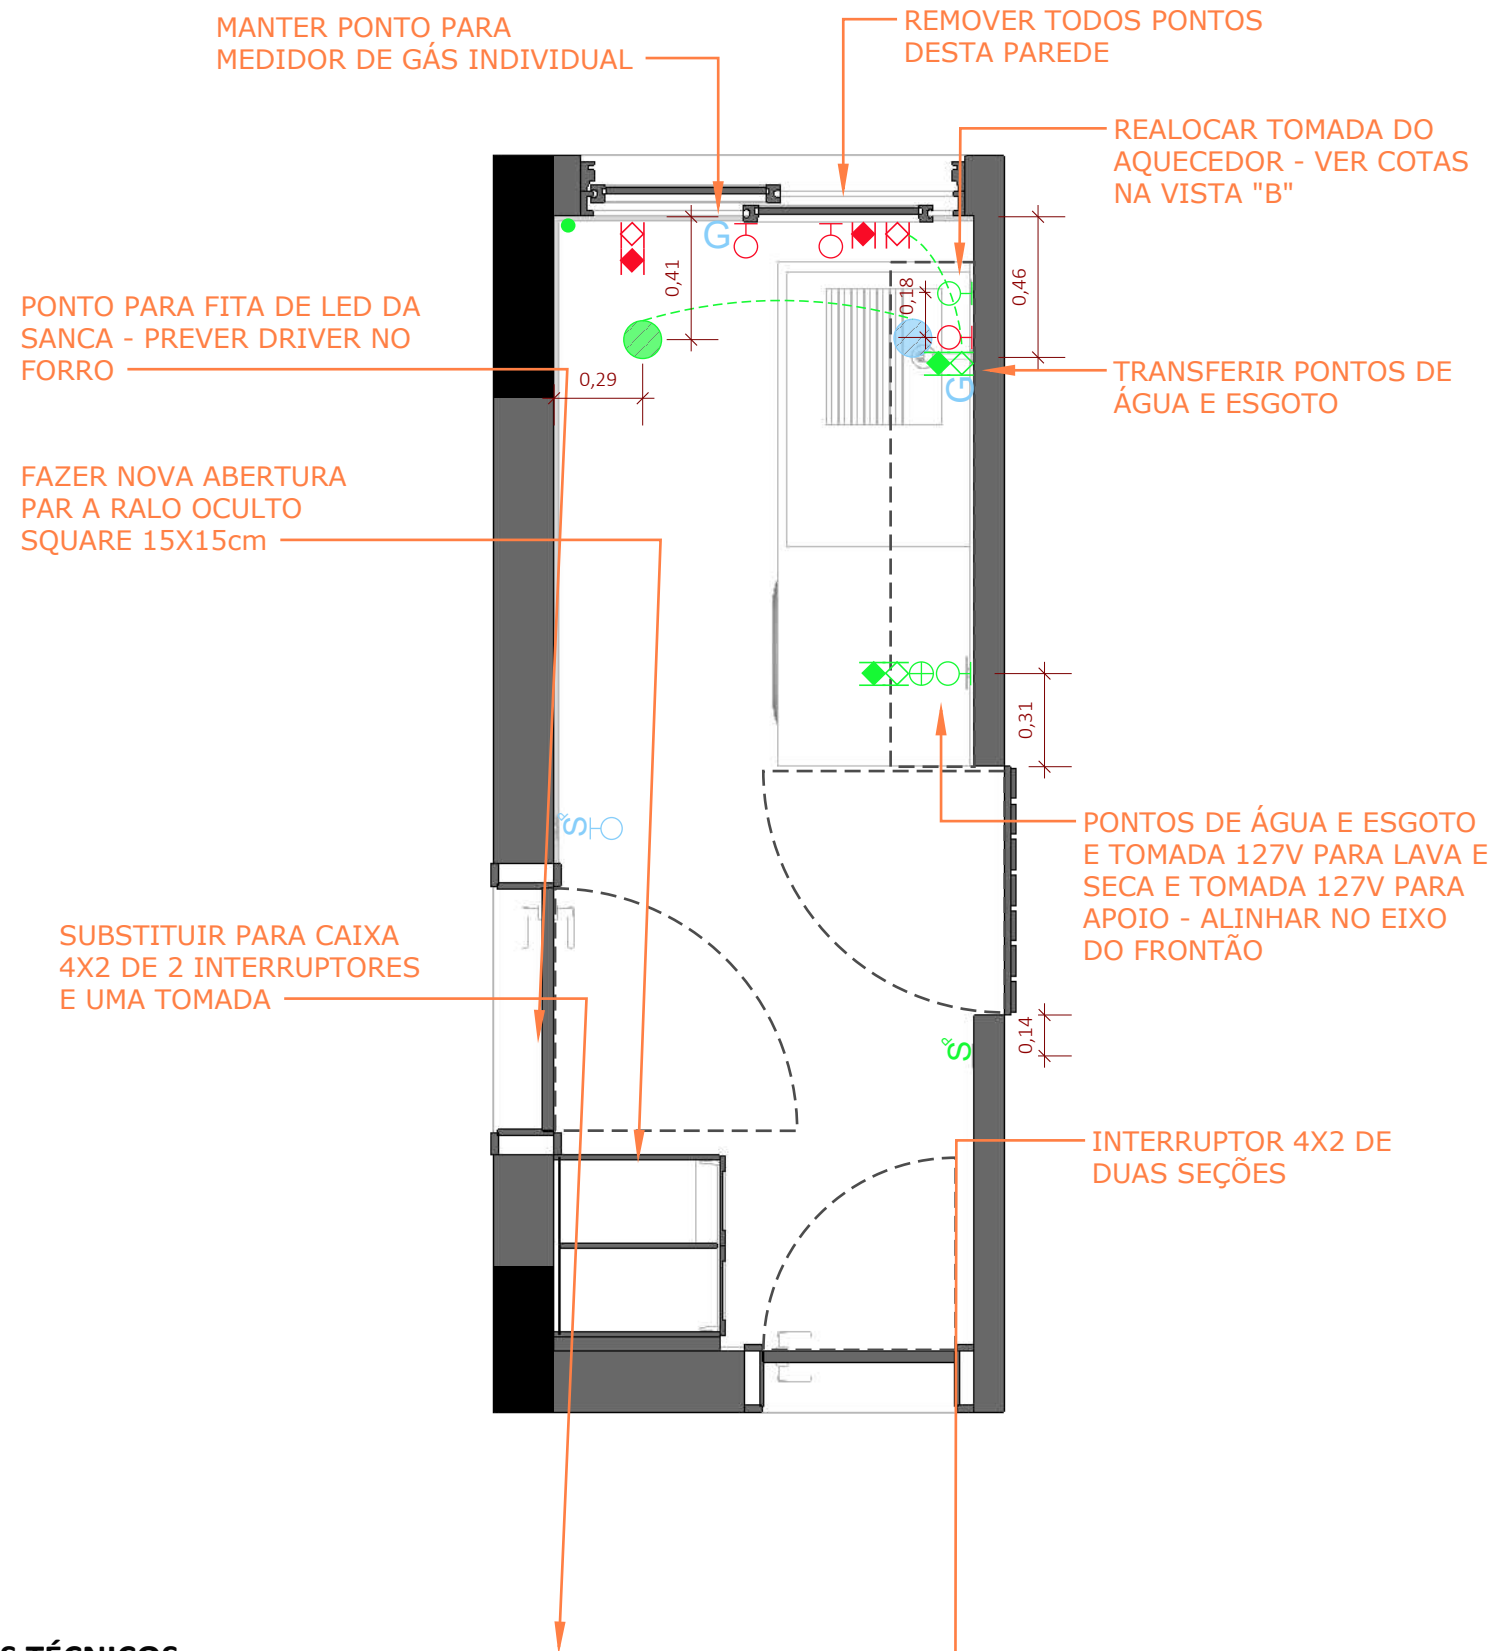 MANTER PONTO PARA
MEDIDOR DE GÁS INDIVIDUAL
REMOVER TODOS PONTOS
DESTA PAREDE
REALOCAR TOMADA DO
AQUECEDOR - VER COTAS
NA VISTA "B"
G
0,41
0,18
0,46
PONTO PARA FITA DE LED DA
SANCA - PREVER DRIVER NO
FORRO
0,29
G
TRANSFERIR PONTOS DE
ÁGUA E ESGOTO
FAZER NOVA ABERTURA
PAR A RALO OCULTO
SQUARE 15X15cm
0,31
S
PONTOS DE ÁGUA E ESGOTO
E TOMADA 127V PARA LAVA E
SECA E TOMADA 127V PARA
APOIO - ALINHAR NO EIXO
DO FRONTÃO
SUBSTITUIR PARA CAIXA
4X2 DE 2 INTERRUPTORES
E UMA TOMADA
0,14
S
INTERRUPTOR 4X2 DE
DUAS SEÇÕES
S TÉCNICOS